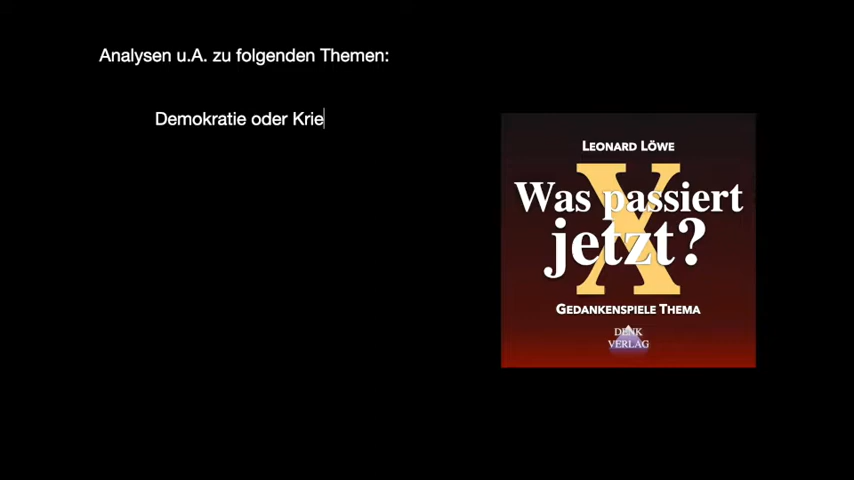 Analysen u.A. zu folgenden Themen:
Demokratie oder Krie
LEONARD LÖWE
X
Was passiert
jetzt?
GEDANKENSPIELE THEMA
DENK
VERLAG